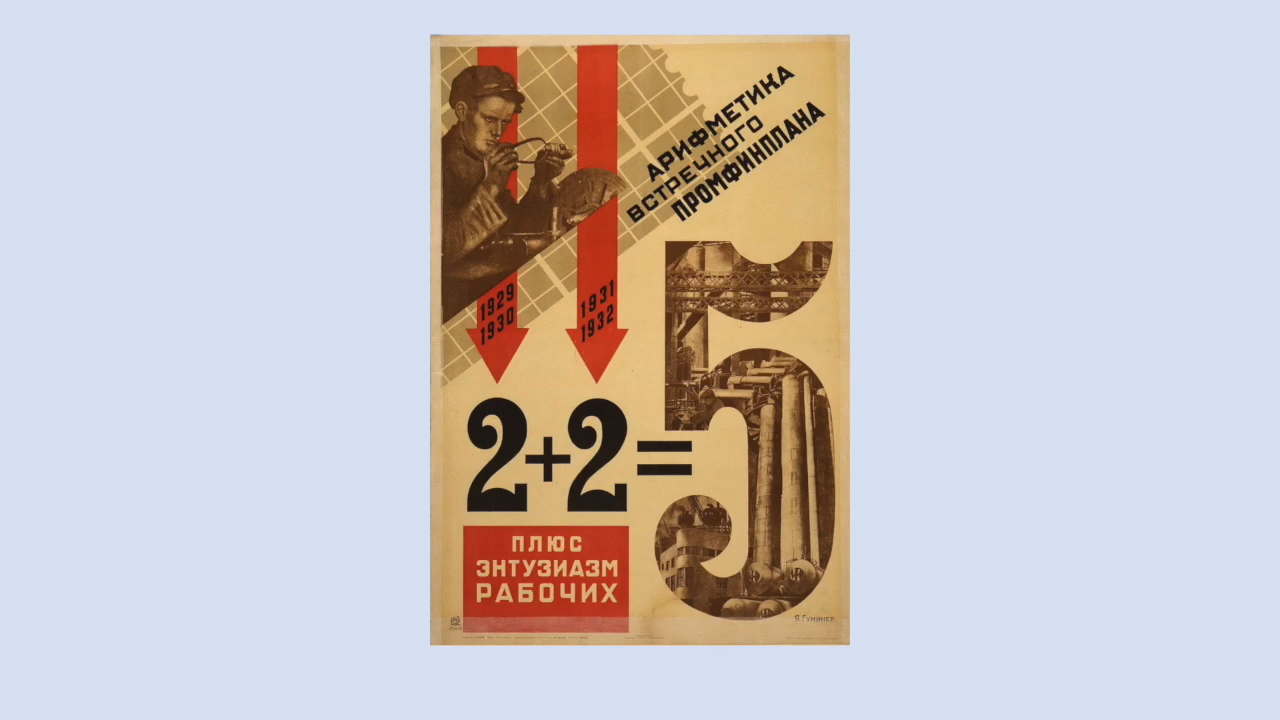 АРИФМЕТИКА
ВСТРЕЧНОГО
ПРОМФИНПЛАНА
1929
1930
1931
1932
2+2=5
ПЛЮС
ЭНТУЗИАЗМ
РАБОЧИХ
Я.ГУМИНЕР